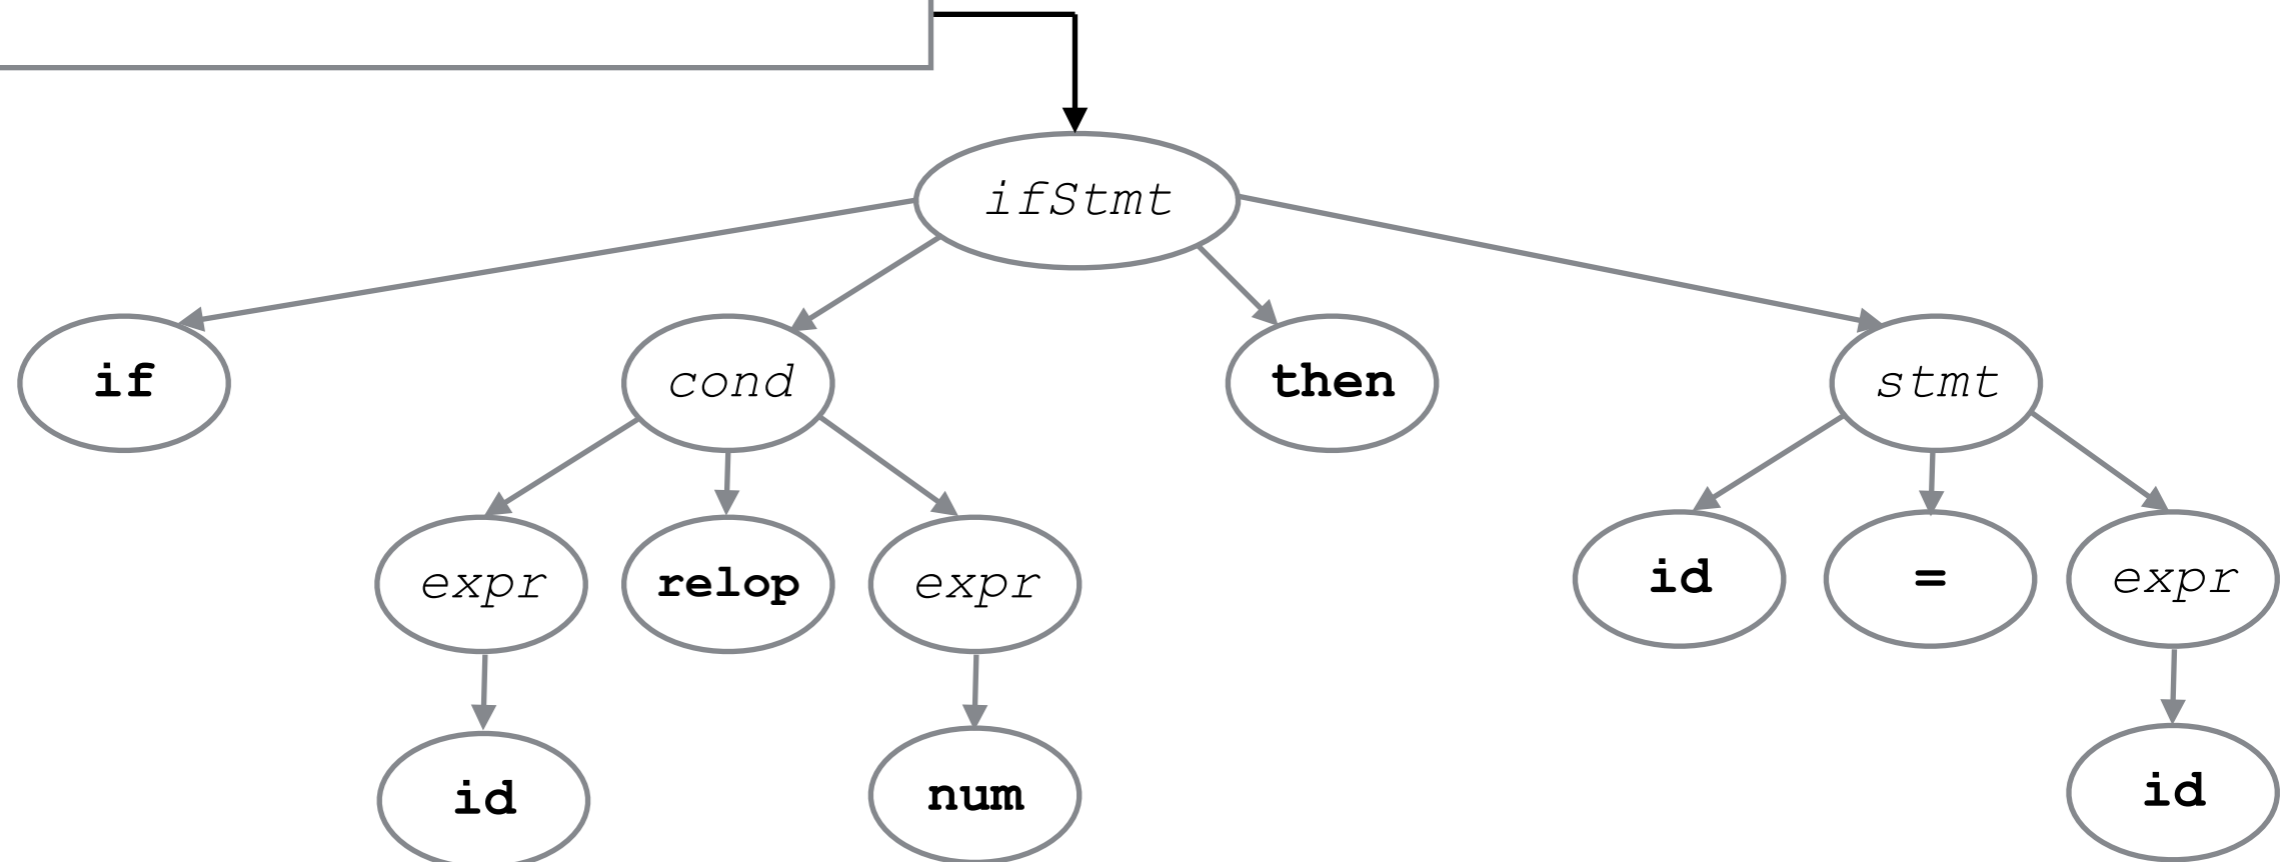 ifStmt
if cond then stmt
expr relop expr id = expr
id num id